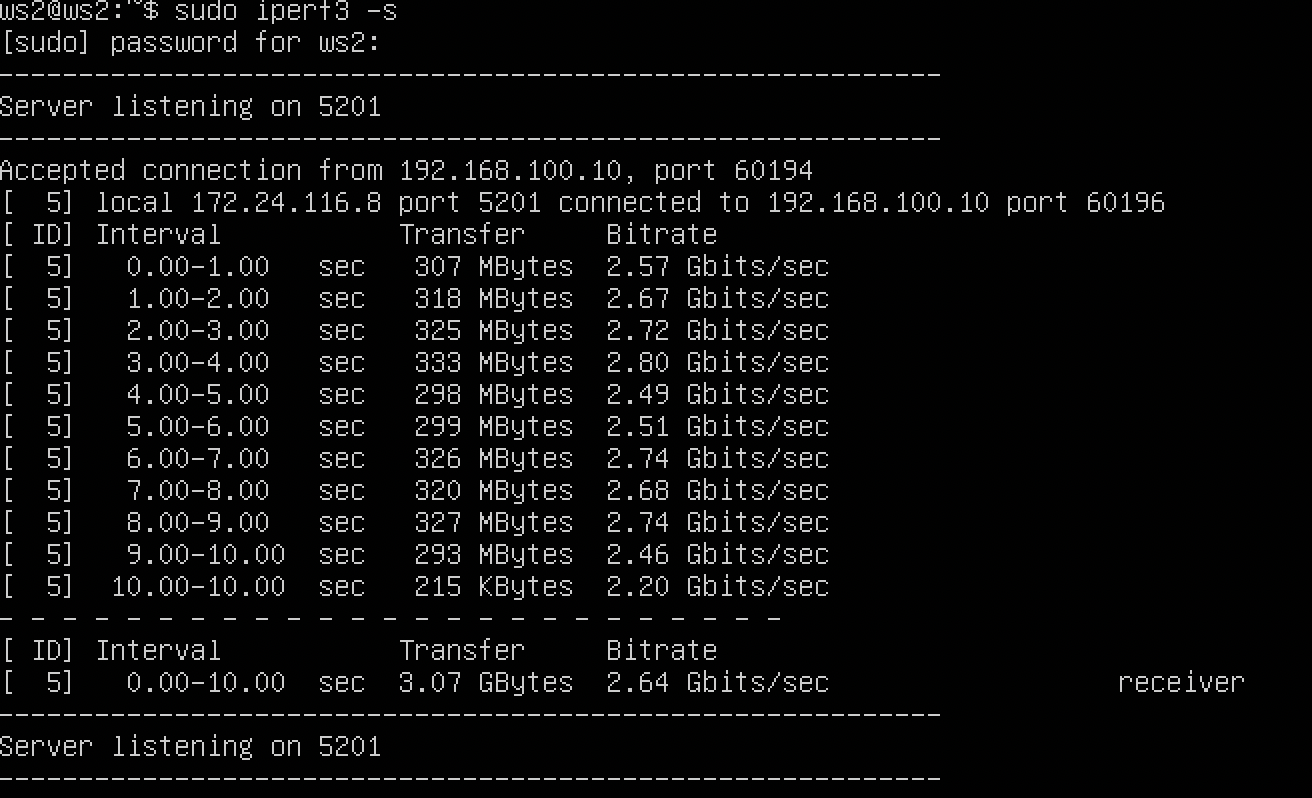 ws2@ws2:~$ sudo iperf3 -s
[sudo] password for ws2:
-----------------------------------------------------------
Server listening on 5201
-----------------------------------------------------------
Accepted connection from 192.168.100.10, port 60194
[  5] local 172.24.116.8 port 5201 connected to 192.168.100.10 port 60196
[ ID] Interval           Transfer     Bitrate
[  5]   0.00-1.00   sec   307 MBytes  2.57 Gbits/sec
[  5]   1.00-2.00   sec   318 MBytes  2.67 Gbits/sec
[  5]   2.00-3.00   sec   325 MBytes  2.72 Gbits/sec
[  5]   3.00-4.00   sec   333 MBytes  2.80 Gbits/sec
[  5]   4.00-5.00   sec   298 MBytes  2.49 Gbits/sec
[  5]   5.00-6.00   sec   299 MBytes  2.51 Gbits/sec
[  5]   6.00-7.00   sec   326 MBytes  2.74 Gbits/sec
[  5]   7.00-8.00   sec   320 MBytes  2.68 Gbits/sec
[  5]   8.00-9.00   sec   327 MBytes  2.74 Gbits/sec
[  5]   9.00-10.00  sec   293 MBytes  2.46 Gbits/sec
[  5]  10.00-10.00  sec   215 KBytes  2.20 Gbits/sec
- - - - - - - - - - - - - - - - - - - - - - - - -
[ ID] Interval           Transfer     Bitrate
[  5]   0.00-10.00  sec  3.07 GBytes  2.64 Gbits/sec                  receiver
-----------------------------------------------------------
Server listening on 5201
-----------------------------------------------------------